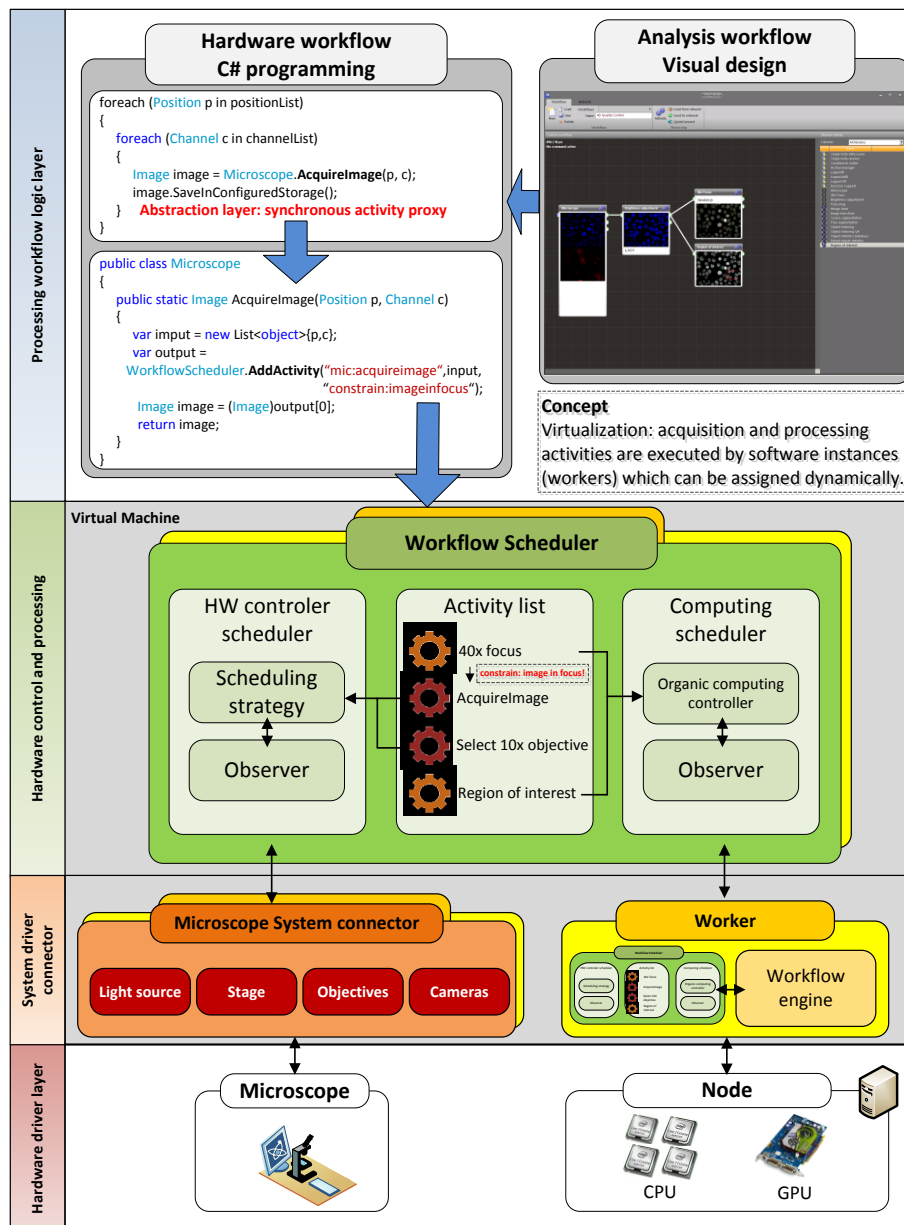 Processing workflow logic layer
Hardware workflow
C# programming
foreach (Position p in positionList)
{
foreach (Channel c in channelList)
{
Image image = Microscope.AcquireImage(p, c);
image.SaveInConfiguredStorage();
} Abstraction layer: synchronous activity proxy
}
public class Microscope
{
public static Image AcquireImage(Position p, Channel c)
{
var imput = new List<object>{p,c};
var output =
WorkflowScheduler.AddActivity("mic:acquireimage",input,
"constrain:imageinfocus");
Image image = (Image)output[0];
return image;
}
}
Analysis workflow
Visual design
Concept
Virtualization: acquisition and processing
activities are executed by software instances
(workers) which can be assigned dynamically.
Hardware control and processing
Virtual Machine
Workflow Scheduler
HW controler
scheduler
Scheduling
strategy
Observer
Activity list
40x focus
constrain: image in focus!
AcquireImage
Select 10x objective
Region of interest
Computing
scheduler
Organic computing
controller
Observer
System driver
connector
Microscope System connector
Light source
Stage
Objectives
Cameras
Worker
Workflow
engine
Hardware driver layer
Microscope
Node
CPU
GPU